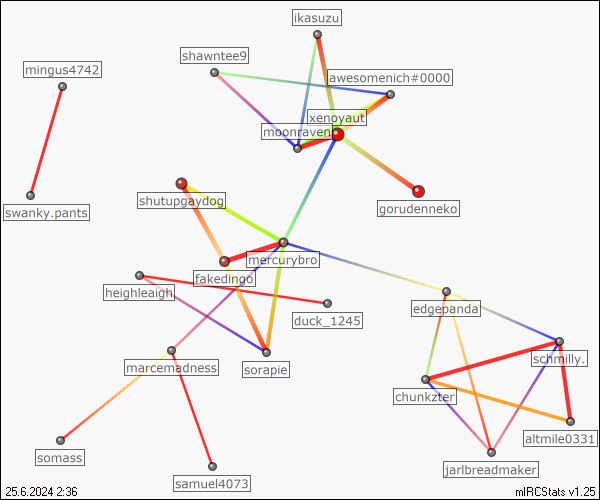 ikasuzu
shawntee9
mingus4742
awesomenich#0000
xenoyaut
moonraven
shutupgaydog
swanky.pants
gorudenneko
mercurybro
fakedingo
heighleaigh
edgepanda
duck_1245
schmilly.
marcemadness
sorapie
chunkzter
altmile0331
somass
jarlbreadmaker
samuel4073
25.6.2024 2:36
mIRCStats v1.25